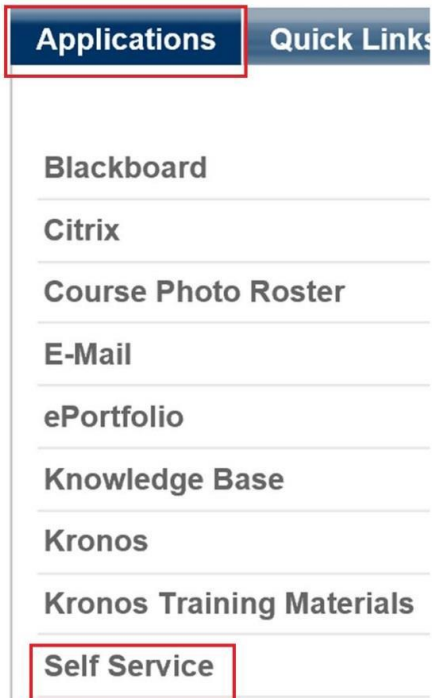 Applications Quick Links
Blackboard
Citrix
Course Photo Roster
E-Mail
ePortfolio
Knowledge Base
Kronos
Kronos Training Materials
Self Service